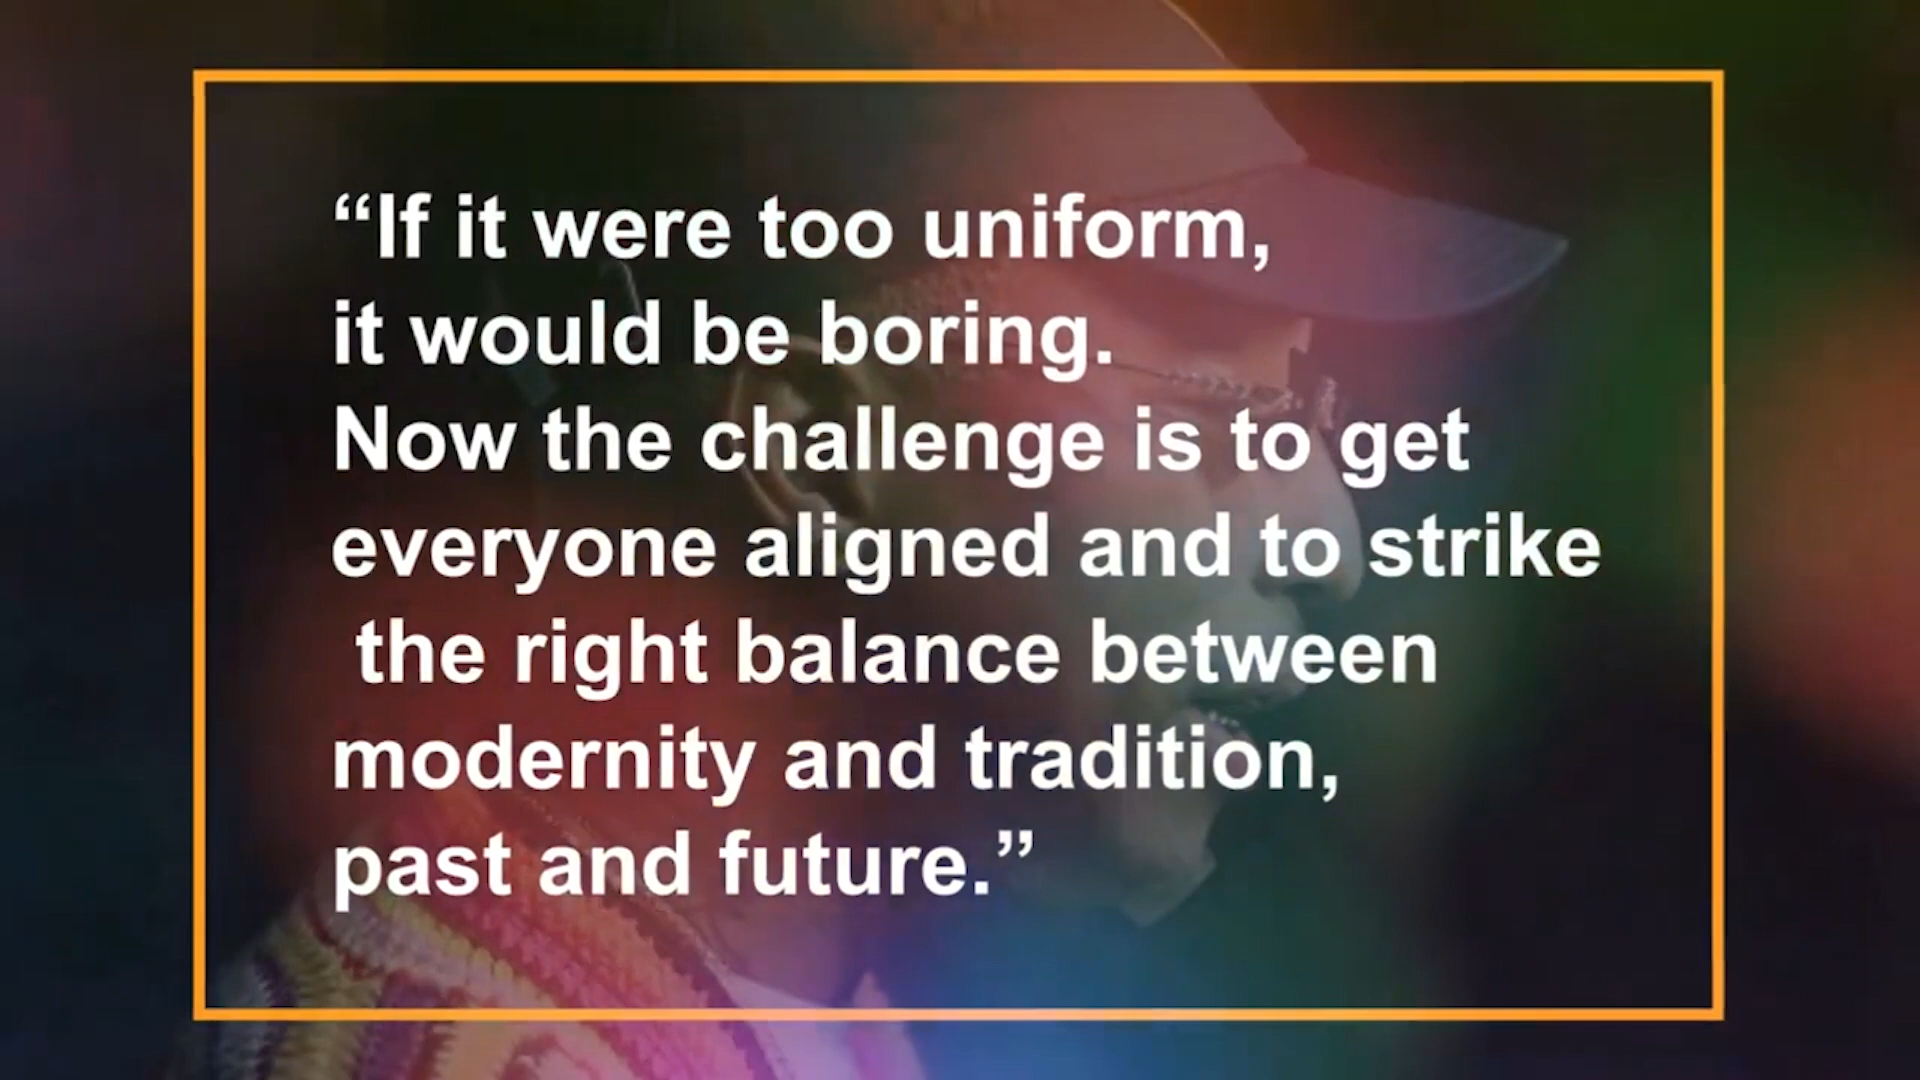 “If it were too uniform,
it would be boring.
Now the challenge is to get
everyone aligned and to strike
the right balance between
modernity and tradition,
past and future.”